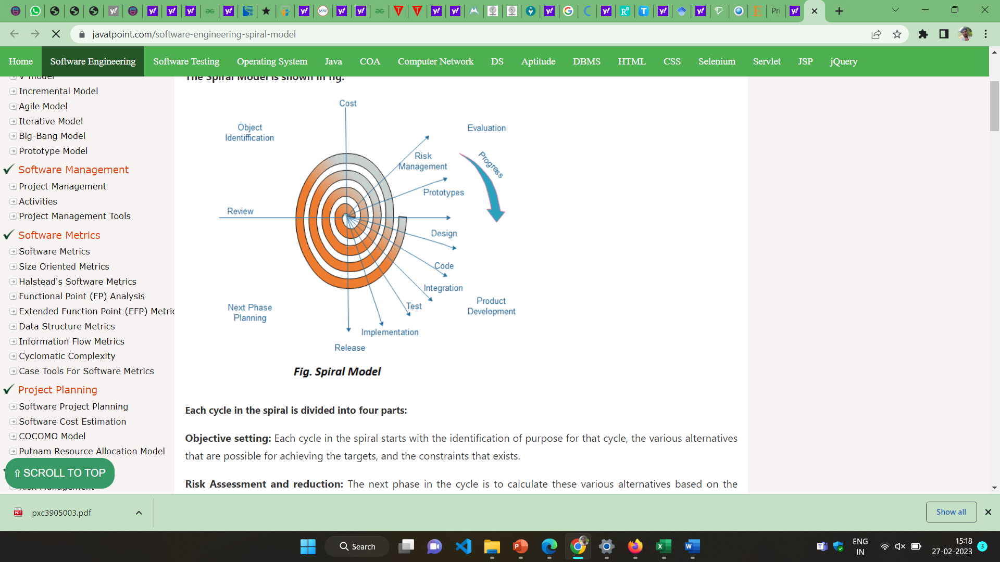 Pri
javatpoint.com/software-engineering-spiral-model
Home Software Engineering Software Testing Operating System Java COA Computer Network DS Aptitude DBMS HTML CSS Selenium Servlet JSP jQuery
V-model
Incremental Model
Agile Model
Iterative Model
Big-Bang Model
Prototype Model
Software Management
Project Management
Activities
Project Management Tools
Software Metrics
Software Metrics
Size Oriented Metrics
Halstead's Software Metrics
Functional Point (FP) Analysis
Extended Function Point (EFP) Metric
Data Structure Metrics
Information Flow Metrics
Cyclomatic Complexity
Case Tools For Software Metrics
Project Planning
Software Project Planning
Software Cost Estimation
COCOMO Model
Putnam Resource Allocation Model
⇧ SCROLL TO TOP
Risk Management
The Spiral Model is shown in fig:
Cost
Object
Identiffication
Evaluation
Risk
Management
Progress
Prototypes
Review
Design
Code
Integration
Test
Product
Development
Next Phase
Planning
Implementation
Release
Fig. Spiral Model
Each cycle in the spiral is divided into four parts:
Objective setting: Each cycle in the spiral starts with the identification of purpose for that cycle, the various alternatives
that are possible for achieving the targets, and the constraints that exists.
Risk Assessment and reduction: The next phase in the cycle is to calculate these various alternatives based on the
pxc3905003.pdf
Show all
Search
ENG
IN
15:18
27-02-2023
3